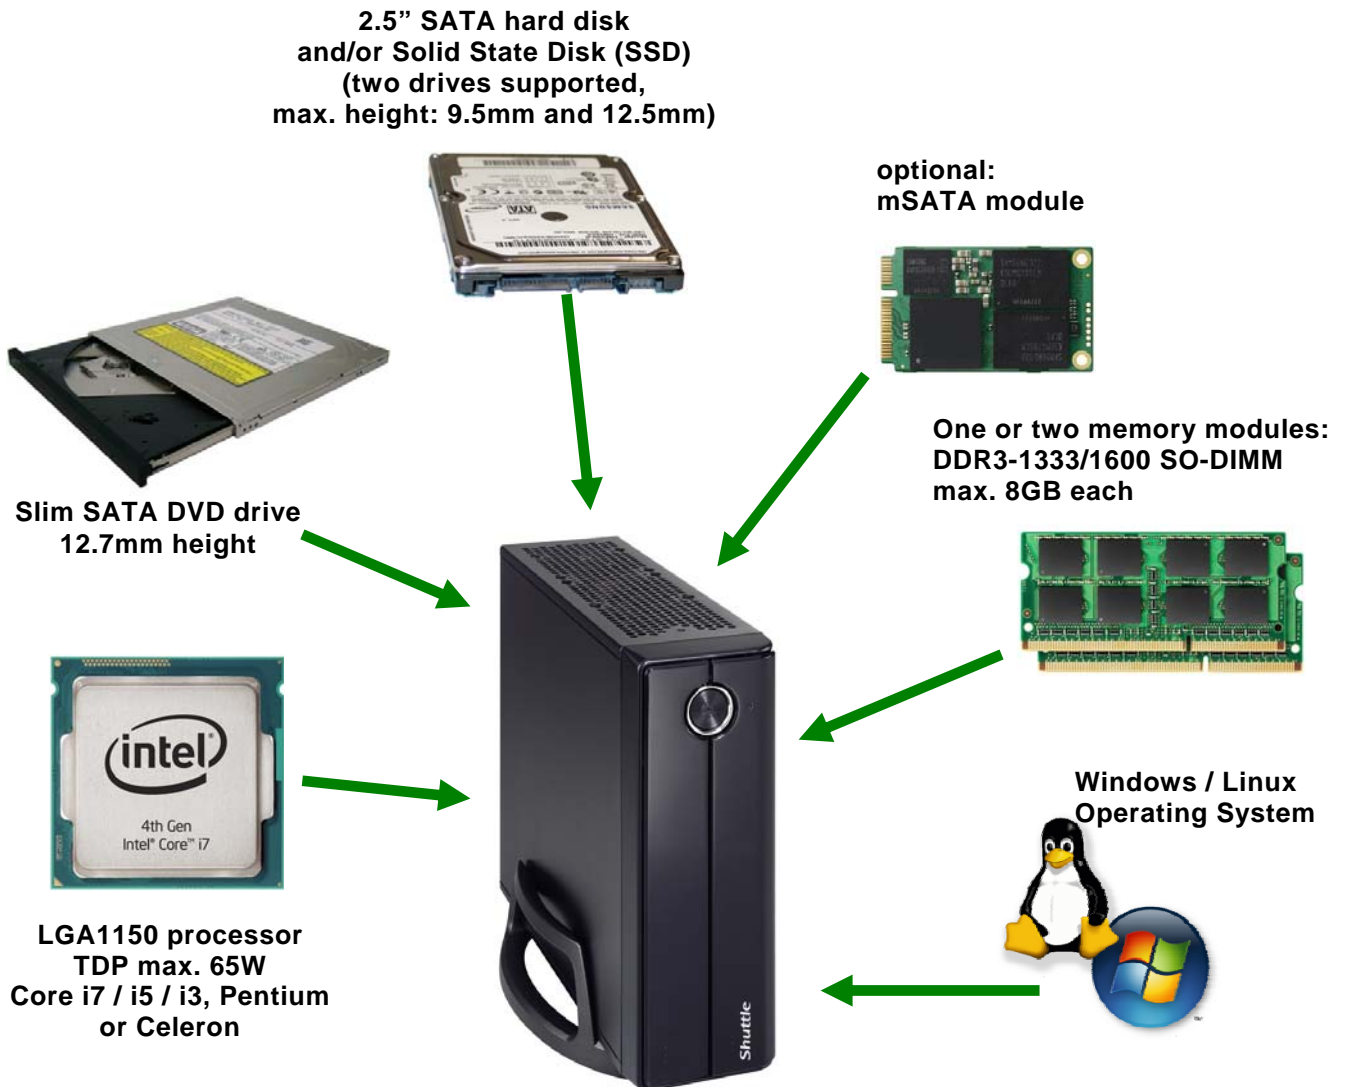 2.5” SATA hard disk
and/or Solid State Disk (SSD)
(two drives supported,
max. height: 9.5mm and 12.5mm)
optional:
mSATA module
SAMSUNG
SATA
Slim SATA DVD drive
12.7mm height
One or two memory modules:
DDR3-1333/1600 SO-DIMM
max. 8GB each
intel®
4th Gen
Intel® Core™ i7
LGA1150 processor
TDP max. 65W
Core i7 / i5 / i3, Pentium
or Celeron
Windows / Linux
Operating System
Shuttle